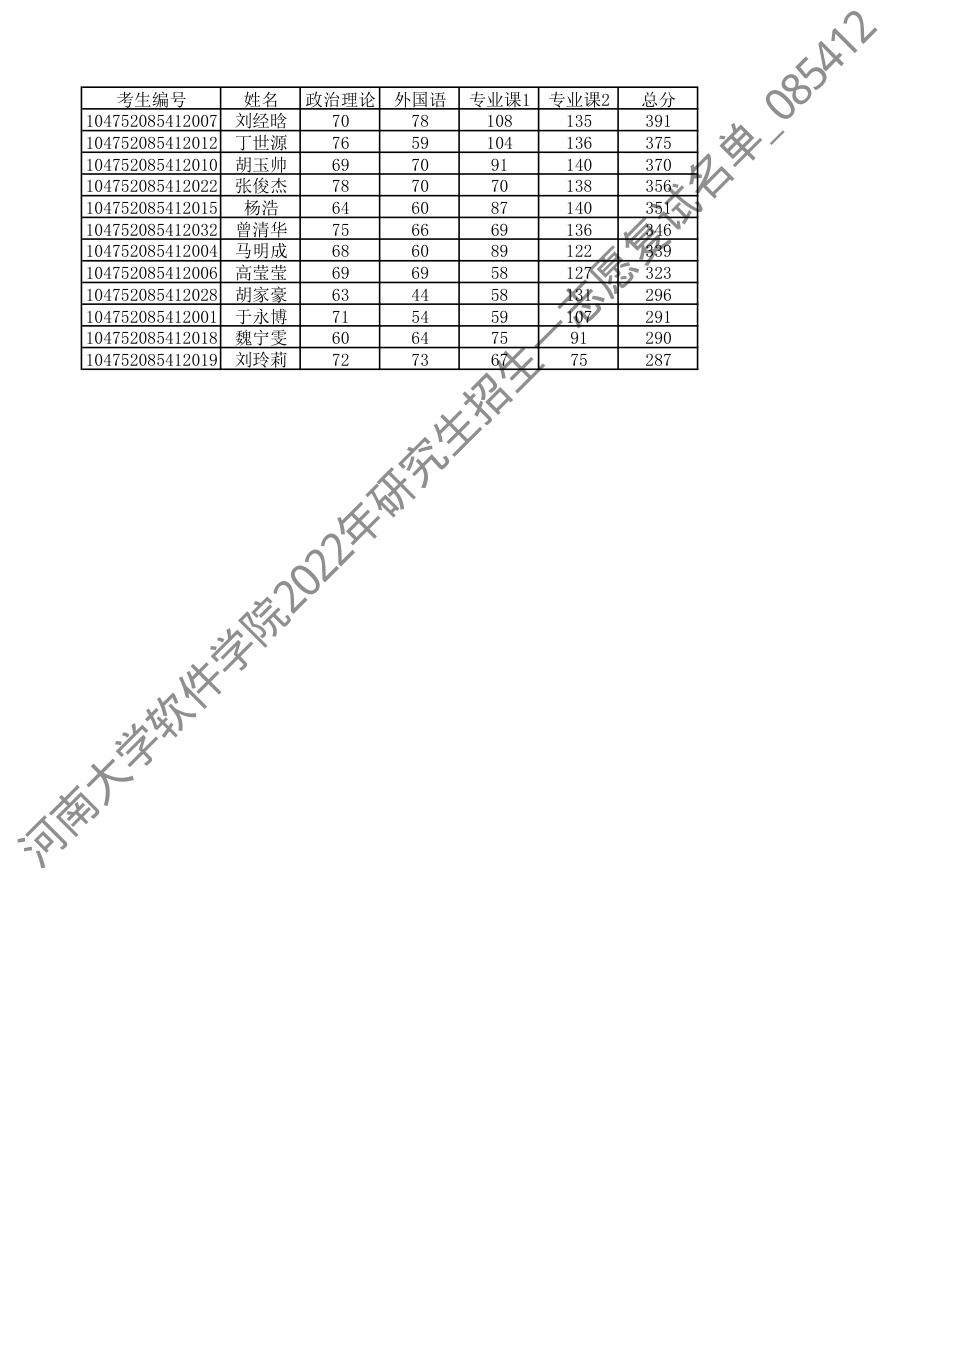 考生编号 姓名 政治理论 外国语 专业课1 专业课2 总分
104752085412007 刘经晗 70 78 108 135 391
104752085412012 丁世源 76 59 104 136 375
104752085412010 胡玉帅 69 70 91 140 370
104752085412022 张俊杰 78 70 70 138 356
104752085412015 杨浩 64 60 87 140 351
104752085412032 曾清华 75 66 69 136 346
104752085412004 马明成 68 60 89 122 339
104752085412006 高莹莹 69 69 58 127 323
104752085412028 胡家豪 63 44 58 131 296
104752085412001 于永博 71 54 59 107 291
104752085412018 魏宁雯 60 64 75 91 290
104752085412019 刘玲莉 72 73 67 75 287
河南大学软件学院2022年研究生招生一志愿复试名单_085412